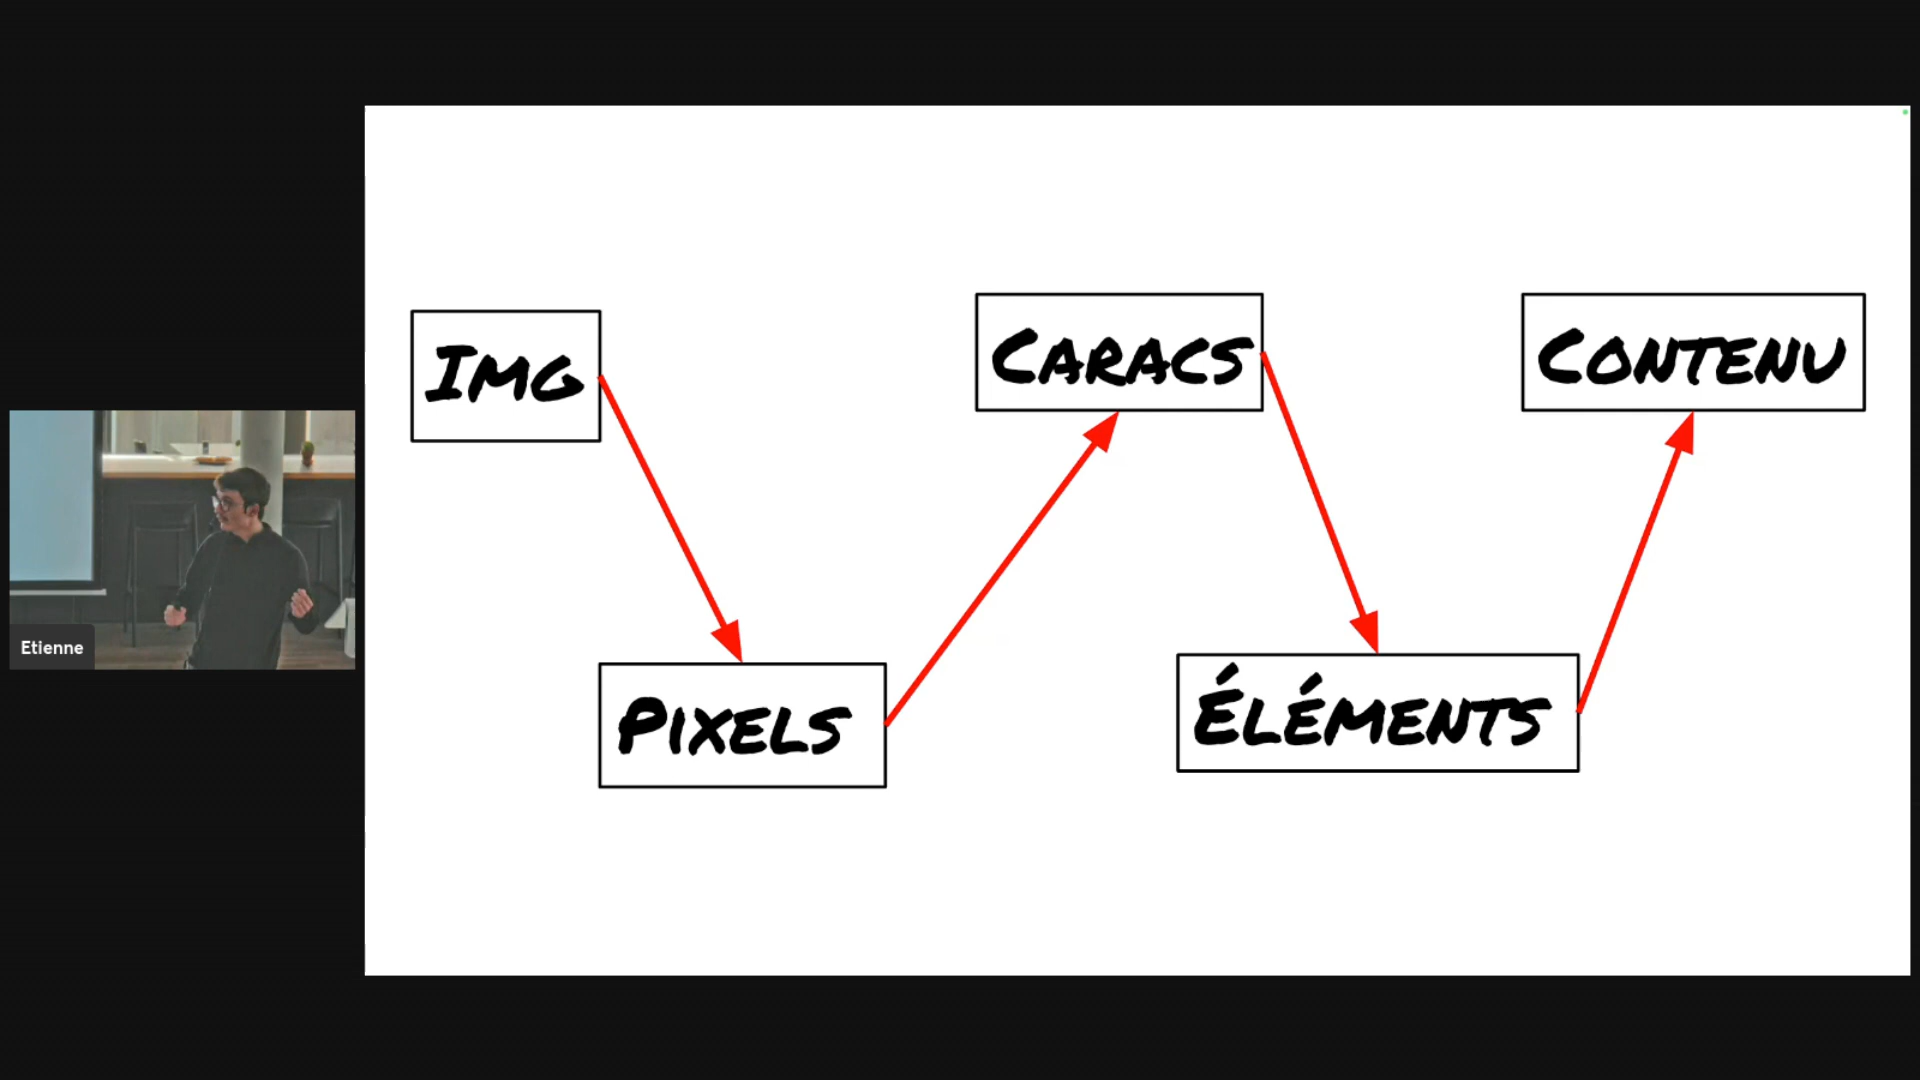 Img
Caracs
Contenu
Pixels
Éléments
Etienne